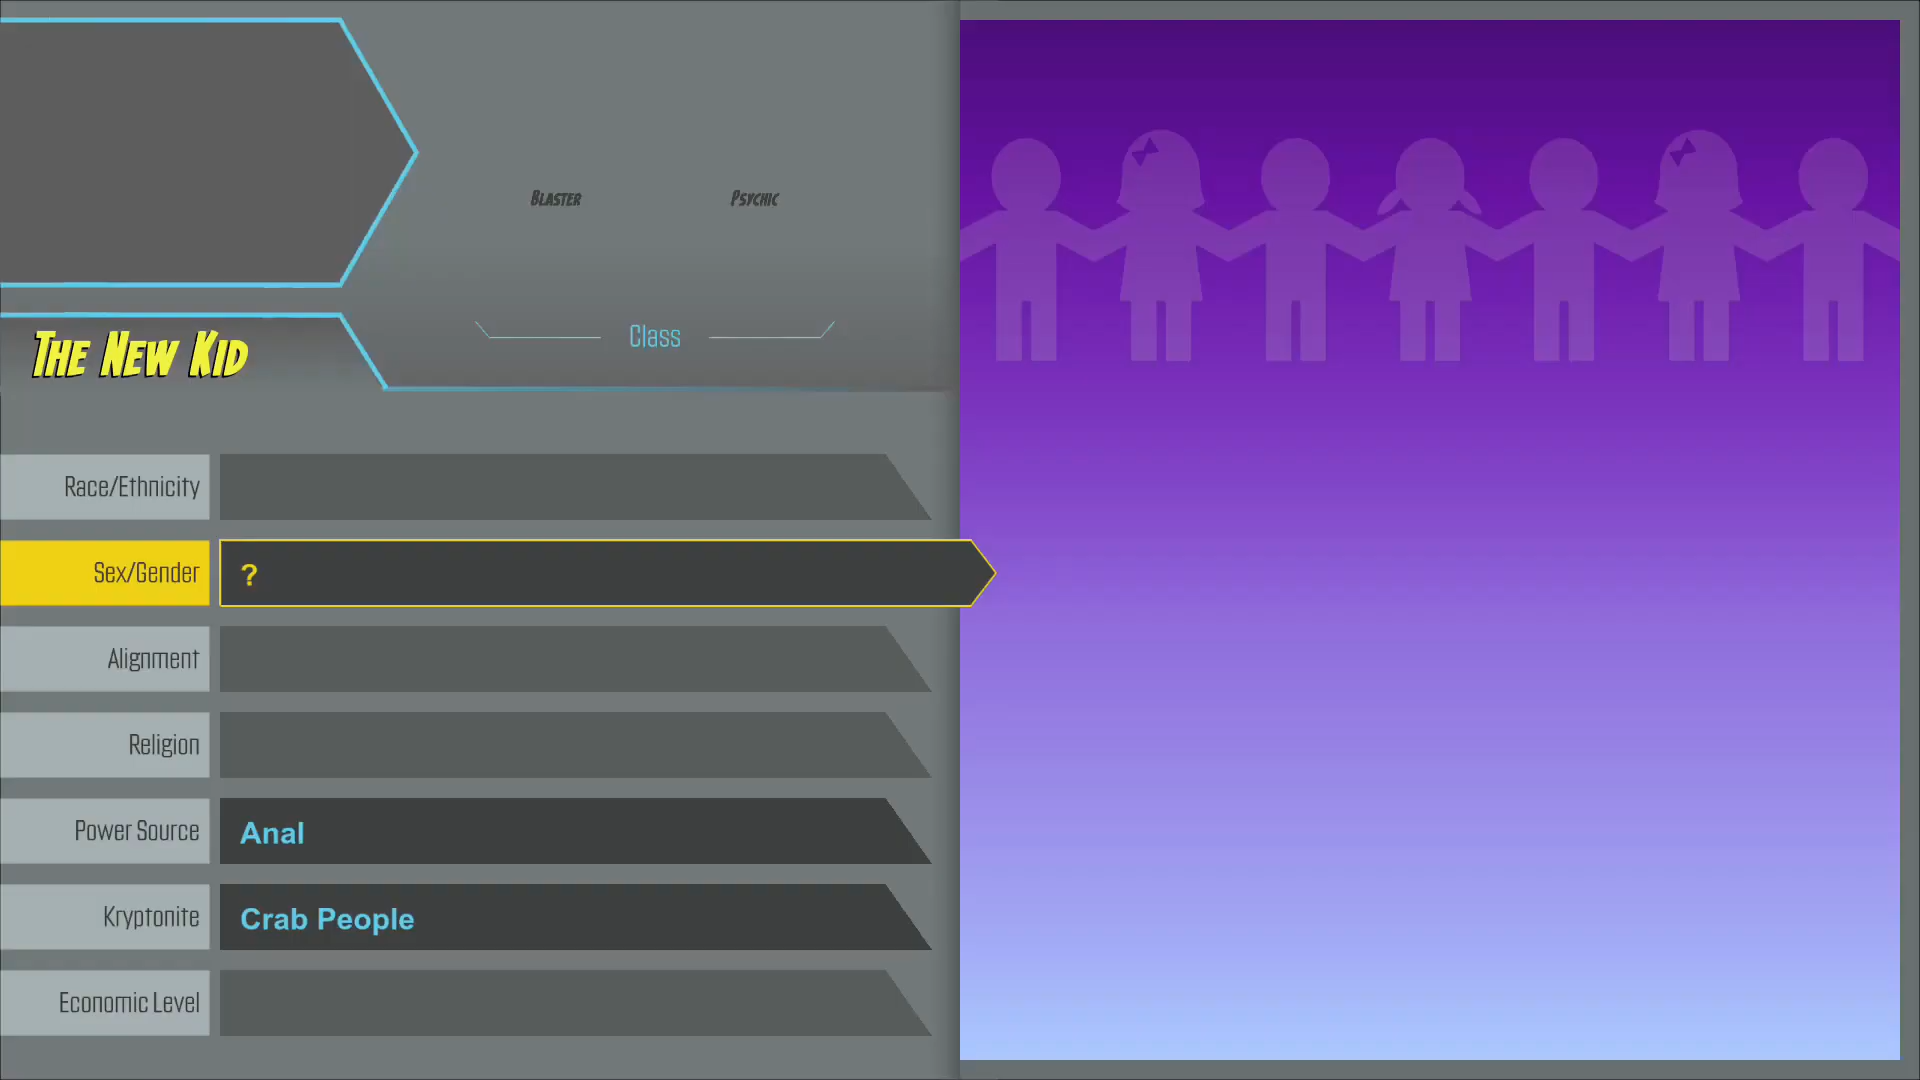 Blaster
Psychic
Class
The New Kid
Race/Ethnicity
Sex/Gender
?
Alignment
Religion
Power Source
Anal
Kryptonite
Crab People
Economic Level